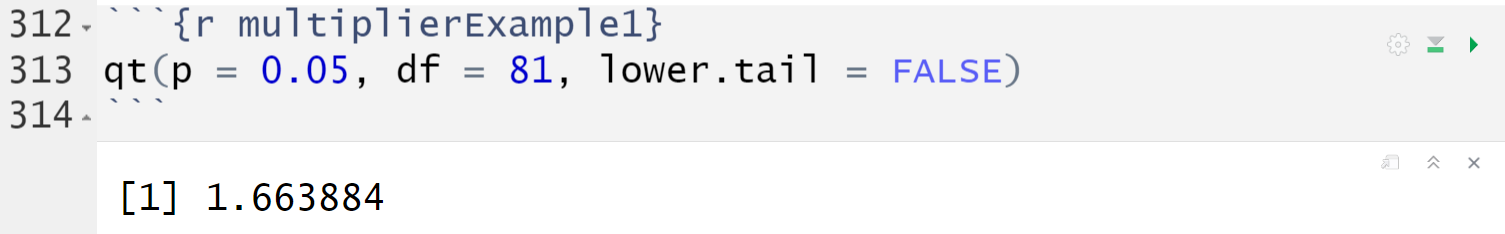 312 ```{r multiplierExample1}
313 qt(p = 0.05, df = 81, lower.tail = FALSE)
314 ```
[1] 1.663884